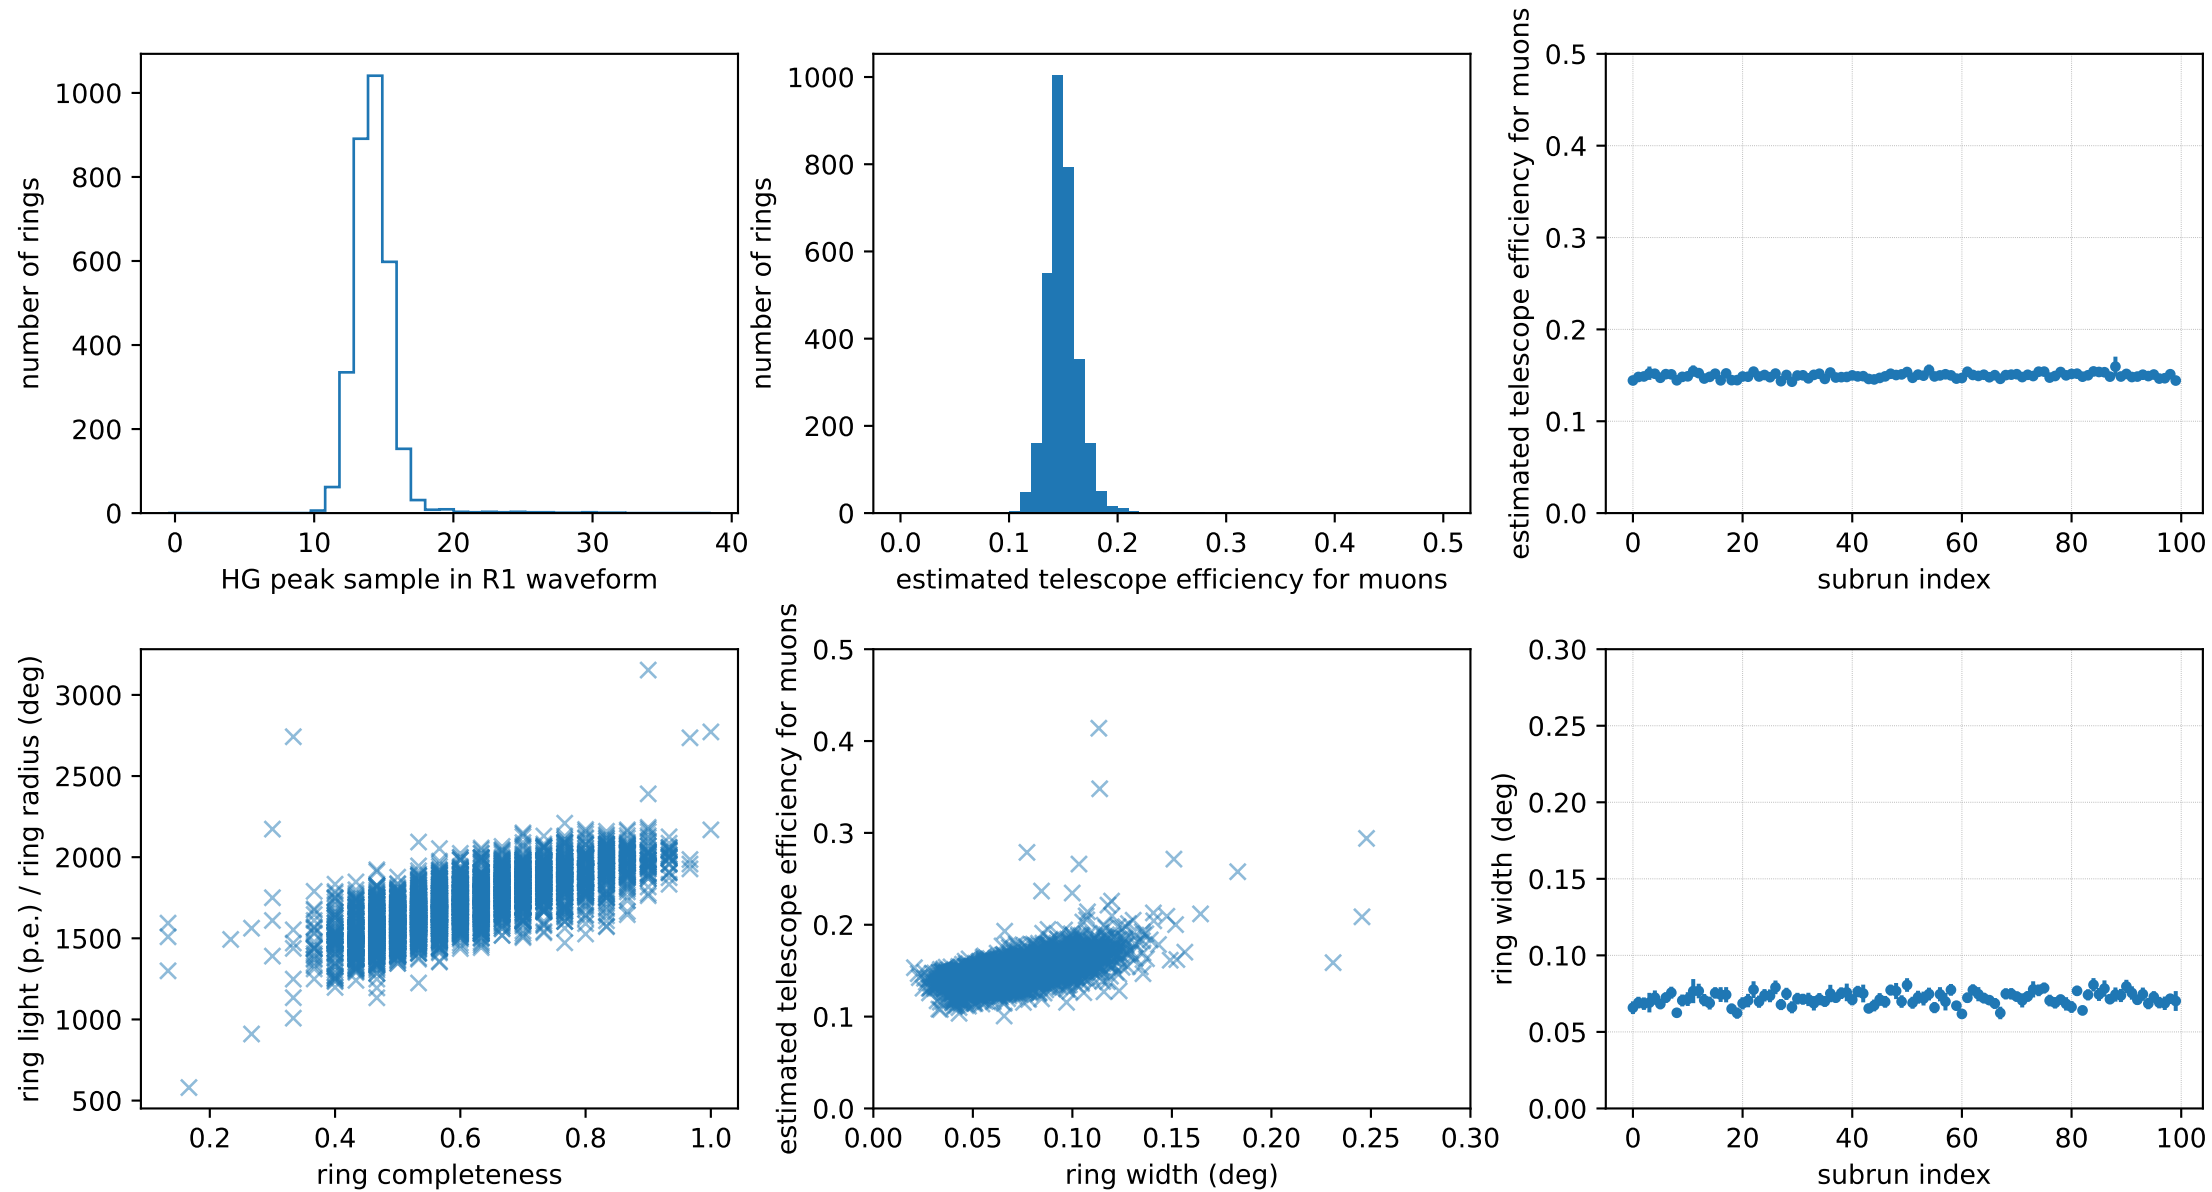 number of rings
1000
800
600
400
200
0
0 10 20 30 40
HG peak sample in R1 waveform
number of rings
1000
800
600
400
200
0
0.0 0.1 0.2 0.3 0.4 0.5
estimated telescope efficiency for muons
estimated telescope efficiency for muons
0.5
0.4
0.3
0.2
0.1
0.0
0 20 40 60 80 100
subrun index
ring light (p.e.) / ring radius (deg)
3000
2500
2000
1500
1000
500
0.2 0.4 0.6 0.8 1.0
ring completeness
estimated telescope efficiency for muons
0.5
0.4
0.3
0.2
0.1
0.0
0.00 0.05 0.10 0.15 0.20 0.25 0.30
ring width (deg)
ring width (deg)
0.30
0.25
0.20
0.15
0.10
0.05
0.00
0 20 40 60 80 100
subrun index